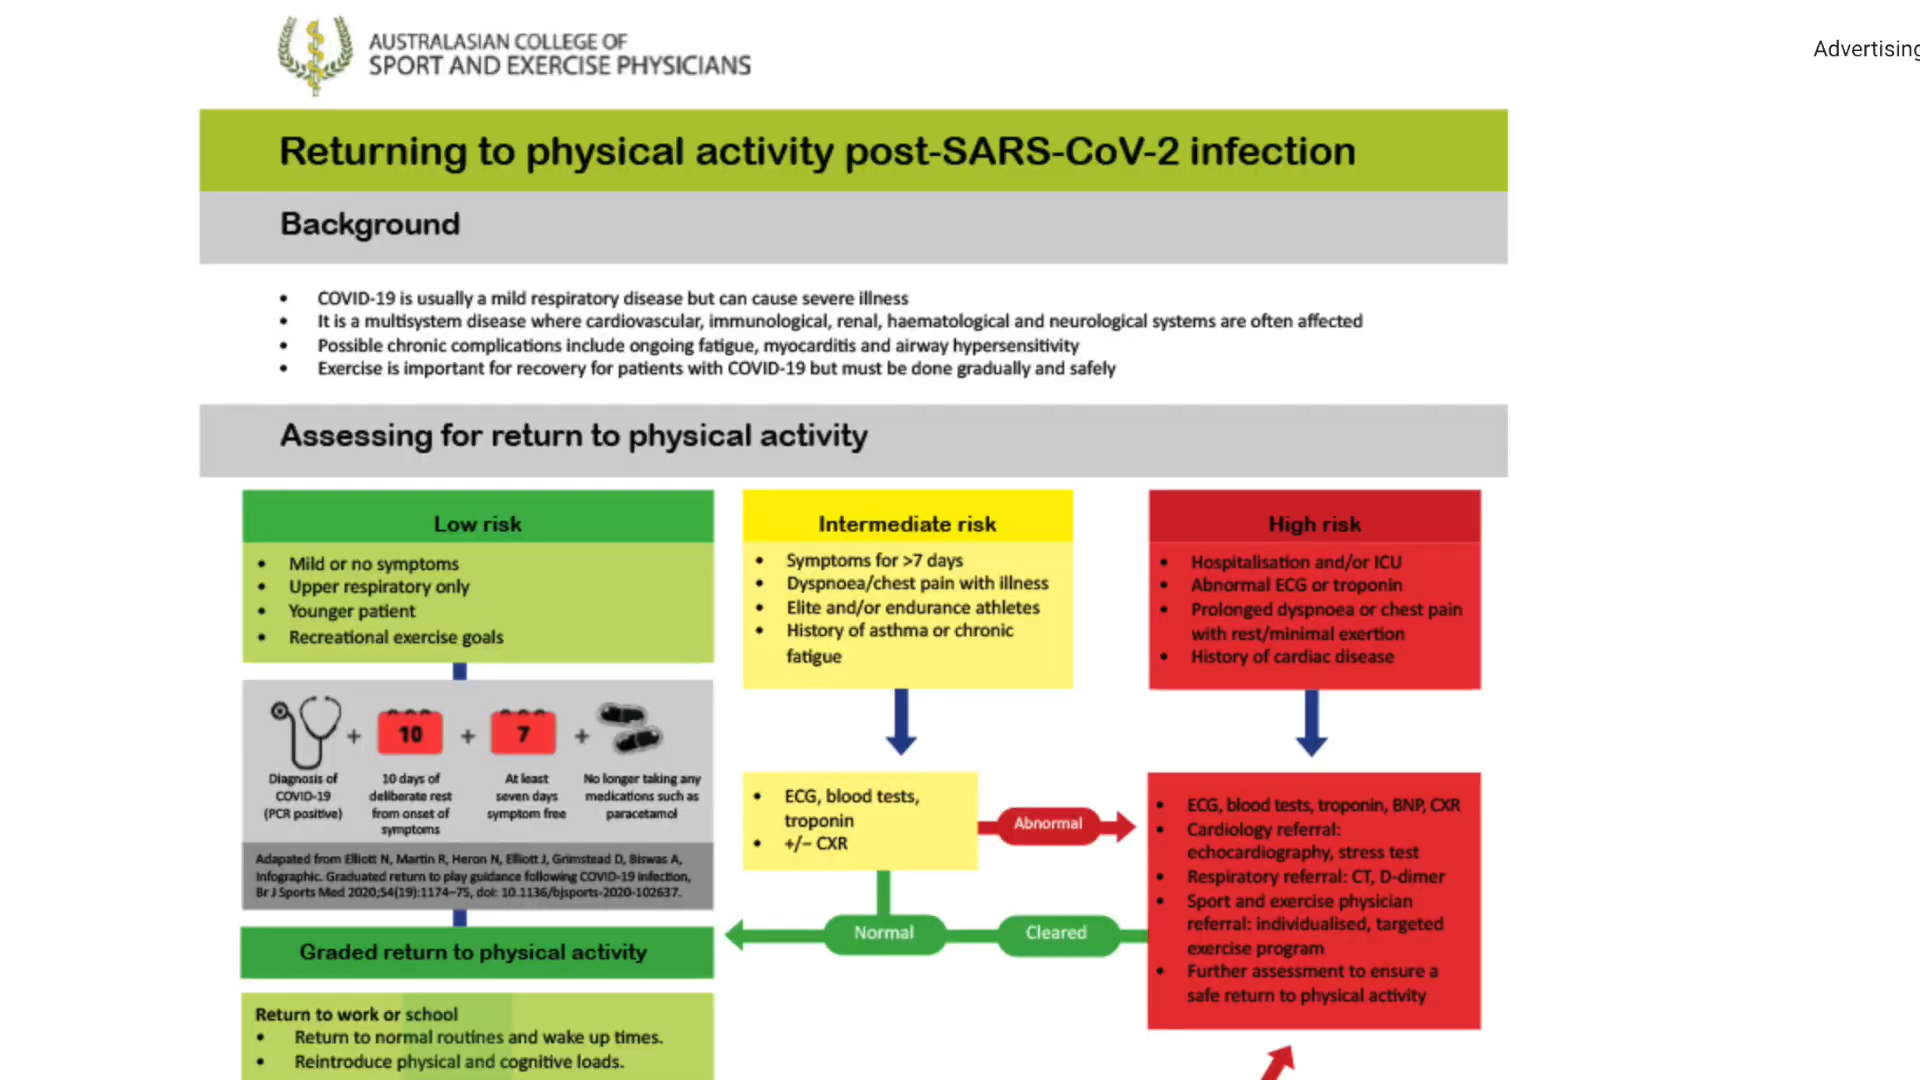 AUSTRALASIAN COLLEGE OF
SPORT AND EXERCISE PHYSICIANS
Advertising
Returning to physical activity post-SARS-CoV-2 infection
Background
• COVID-19 is usually a mild respiratory disease but can cause severe illness
• It is a multisystem disease where cardiovascular, immunological, renal, haematological and neurological systems are often affected
• Possible chronic complications include ongoing fatigue, myocarditis and airway hypersensitivity
• Exercise is important for recovery for patients with COVID-19 but must be done gradually and safely
Assessing for return to physical activity
Low risk
• Mild or no symptoms
• Upper respiratory only
• Younger patient
• Recreational exercise goals
+ 10 + 7 +
Diagnosis of
COVID-19
(PCR positive)
10 days of
deliberate rest
from onset of
symptoms
At least
seven days
symptom free
No longer taking any
medications such as
paracetamol
Adapated from Elliott N, Martin R, Heron N, Elliott J, Grimstead D, Biswas A,
Infographic. Graduated return to play guidance following COVID-19 infection,
Br J Sports Med 2020;54(19):1174–75, doi: 10.1136/bjsports-2020-102637.
Graded return to physical activity
Return to work or school
• Return to normal routines and wake up times.
• Reintroduce physical and cognitive loads.
Intermediate risk
• Symptoms for >7 days
• Dyspnoea/chest pain with illness
• Elite and/or endurance athletes
• History of asthma or chronic
fatigue
• ECG, blood tests,
troponin
• +/– CXR
Abnormal
Normal
Cleared
High risk
• Hospitalisation and/or ICU
• Abnormal ECG or troponin
• Prolonged dyspnoea or chest pain
with rest/minimal exertion
• History of cardiac disease
• ECG, blood tests, troponin, BNP, CXR
• Cardiology referral:
echocardiography, stress test
• Respiratory referral: CT, D-dimer
• Sport and exercise physician
referral: individualised, targeted
exercise program
• Further assessment to ensure a
safe return to physical activity